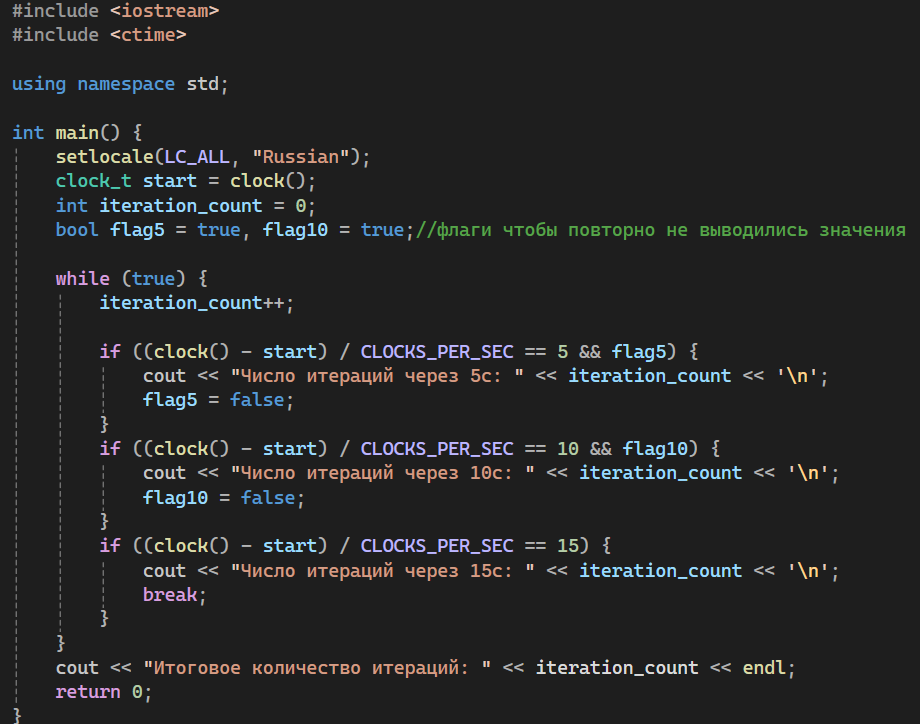 #include <iostream>
#include <ctime>

using namespace std;

int main() {
    setlocale(LC_ALL, "Russian");
    clock_t start = clock();
    int iteration_count = 0;
    bool flag5 = true, flag10 = true;//флаги чтобы повторно не выводились значения

    while (true) {
        iteration_count++;

        if ((clock() - start) / CLOCKS_PER_SEC == 5 && flag5) {
            cout << "Число итераций через 5с: " << iteration_count << '\n';
            flag5 = false;
        }
        if ((clock() - start) / CLOCKS_PER_SEC == 10 && flag10) {
            cout << "Число итераций через 10с: " << iteration_count << '\n';
            flag10 = false;
        }
        if ((clock() - start) / CLOCKS_PER_SEC == 15) {
            cout << "Число итераций через 15с: " << iteration_count << '\n';
            break;
        }
    }
    cout << "Итоговое количество итераций: " << iteration_count << endl;
    return 0;
}